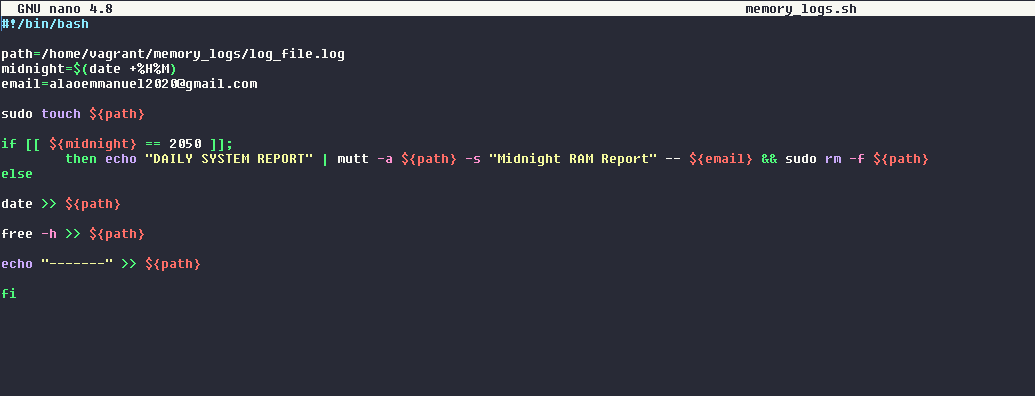 GNU nano 4.8 memory_logs.sh
#!/bin/bash
path=/home/vagrant/memory_logs/log_file.log
midnight=$(date +%H%M)
email=alaoemmanuel2020@gmail.com
sudo touch ${path}
if [[ ${midnight} == 2050 ]];
then echo "DAILY SYSTEM REPORT" | mutt -a ${path} -s "Midnight RAM Report" -- ${email} && sudo rm -f ${path}
else
date >> ${path}
free -h >> ${path}
echo "-------" >> ${path}
fi